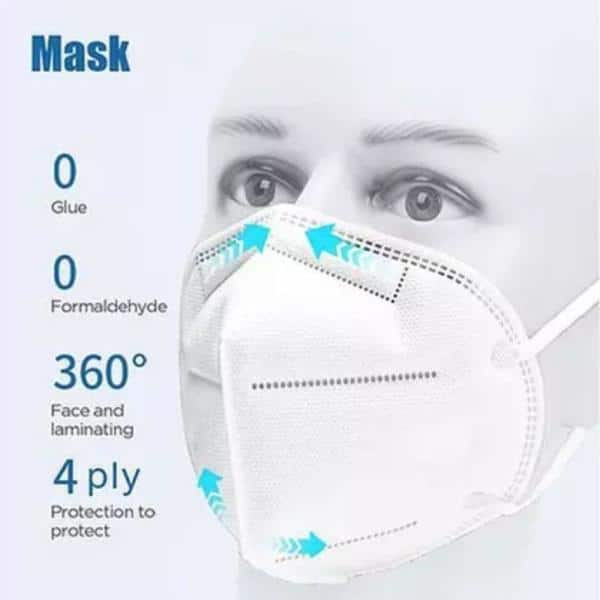 Mask
0
Glue
0
Formaldehyde
360°
Face and
laminating
4 ply
Protection to
protect